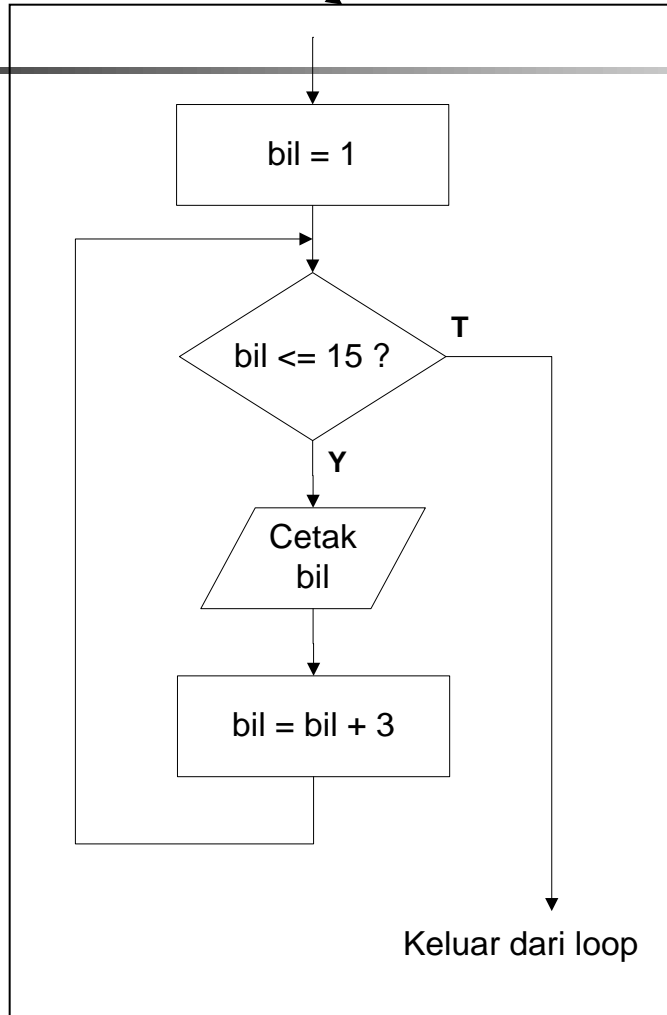 bil = 1
bil <= 15 ?
T
Y
Cetak
bil
bil = bil + 3
Keluar dari loop